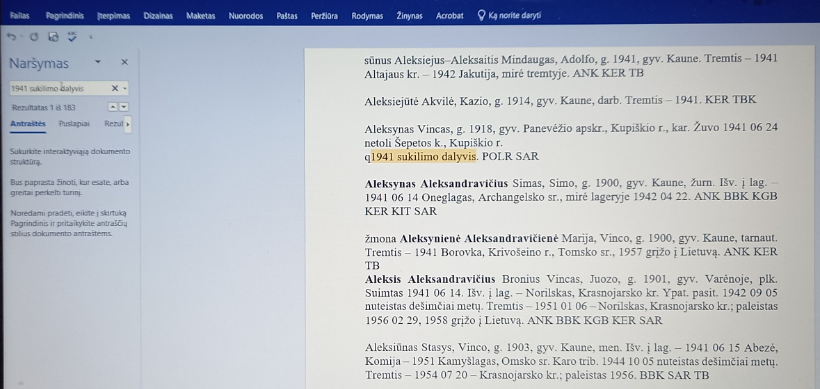 Failas Pagrindinis Įterpimas Dizainas Maketas Nuorodos Paštas Peržiūra Rodymas Žinynas Acrobat Ką norite daryti
Naršymas
1941 sukilimo dalyvis
Rezultatas 1 iš 183
Antraštės Puslapiai Rezul
Sukurkite interaktyviąją dokumento
struktūrą.
Bus paprasta žinoti, kur esate, arba
greitai perkelti turinį.
Norėdami pradėti, eikite į skirtuką
Pagrindinis ir pritaikykite antraščių
stilius dokumento antraštėms.
sūnus Aleksiejus–Aleksaitis Mindaugas, Adolfo, g. 1941, gyv. Kaune. Tremtis – 1941
Altajaus kr. – 1942 Jakutija, mirė tremtyje. ANK KER TB
Aleksiejūtė Akvilė, Kazio, g. 1914, gyv. Kaune, darb. Tremtis – 1941. KER TBK
Aleksynas Vincas, g. 1918, gyv. Panevėžio apskr., Kupiškio r., kar. Žuvo 1941 06 24
netoli Šepetos k., Kupiškio r.
q1941 sukilimo dalyvis. POLR SAR
Aleksynas Aleksandravičius Simas, Simo, g. 1900, gyv. Kaune, žurn. Išv. į lag. –
1941 06 14 Oneglagas, Archangelsko sr., mirė lageryje 1942 04 22. ANK BBK KGB
KER KIT SAR
žmona Aleksynienė Aleksandravičienė Marija, Vinco, g. 1900, gyv. Kaune, tarnaut.
Tremtis – 1941 Borovka, Krivošeino r., Tomsko sr., 1957 grįžo į Lietuvą. ANK KER
TB
Aleksis Aleksandravičius Bronius Vincas, Juozo, g. 1901, gyv. Varėnoje, plk.
Suimtas 1941 06 14. Išv. į lag. – Norilskas, Krasnojarsko kr. Ypat. pasit. 1942 09 05
nuteistas dešimčiai metų. Tremtis – 1951 01 06 – Norilskas, Krasnojarsko kr.; paleistas
1956 02 29, 1958 grįžo į Lietuvą. ANK BBK KGB KER SAR
Aleksiūnas Stasys, Vinco, g. 1903, gyv. Kaune, men. Išv. į lag. – 1941 06 15 Abezė,
Komija – 1951 Kamyšlagas, Omsko sr. Karo trib. 1944 10 05 nuteistas dešimčiai metų.
Tremtis – 1954 07 20 – Krasnojarsko kr.; paleistas 1956. BBK SAR TB